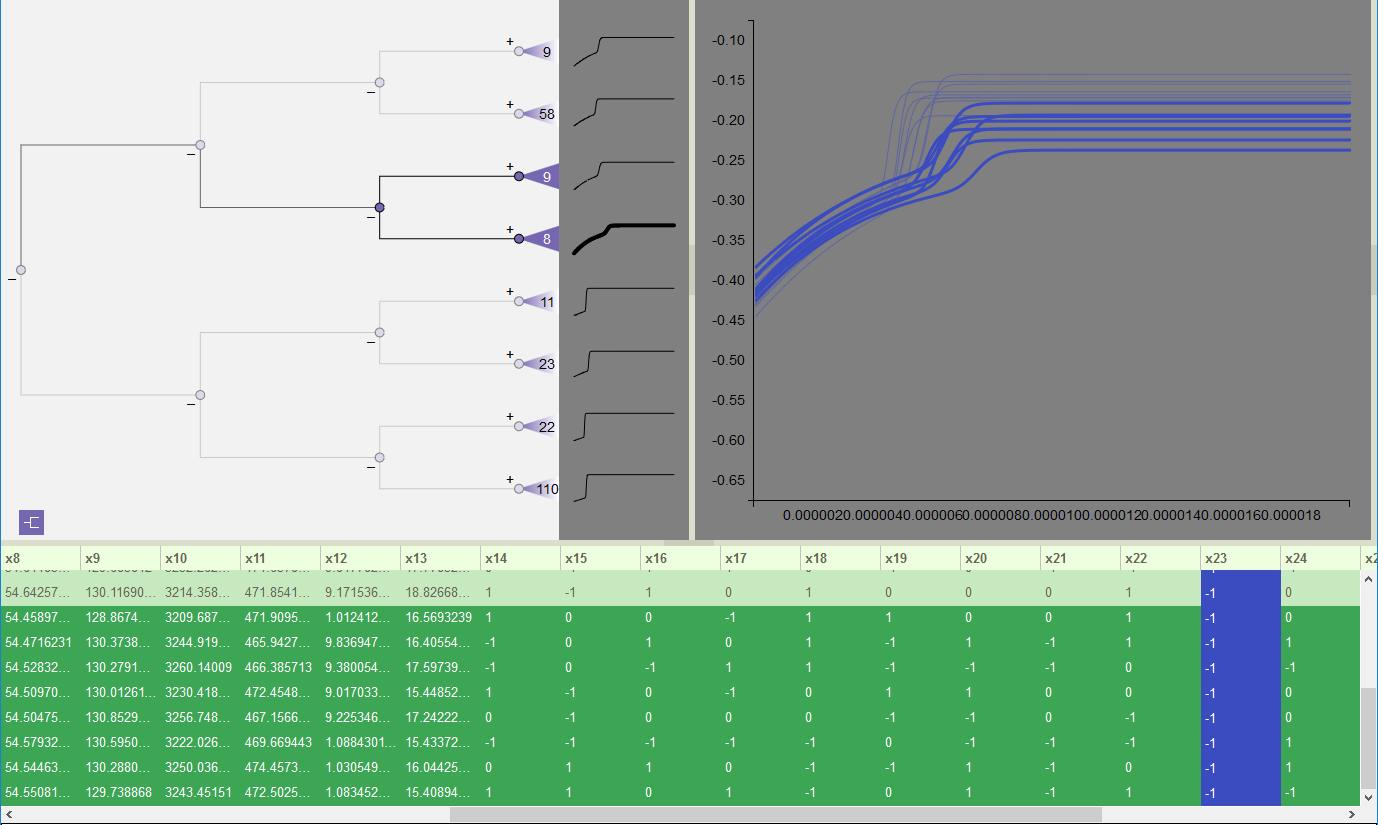 + 9
−
+ 58
−
+ 9
−
+ 8
−
+ 11
−
+ 23
−
+ 22
−
+ 110
-0.10
-0.15
-0.20
-0.25
-0.30
-0.35
-0.40
-0.45
-0.50
-0.55
-0.60
-0.65
0.0000020.0000040.0000060.0000080.0000100.0000120.0000140.0000160.000018
x8 x9 x10 x11 x12 x13 x14 x15 x16 x17 x18 x19 x20 x21 x22 x23 x24
54.64257... 130.11690... 3214.358... 471.8541... 9.171536... 18.82668... 1 -1 1 0 1 0 0 0 1 -1 0
54.45897... 128.8674... 3209.687... 471.9095... 1.012412... 16.5693239 1 0 0 -1 1 1 0 0 1 -1 0
54.4716231 130.3738... 3244.919... 465.9427... 9.836947... 16.40554... -1 0 1 0 1 -1 1 -1 1 -1 1
54.52832... 130.2791... 3260.14009 466.385713 9.380054... 17.59739... -1 0 -1 1 1 -1 -1 -1 0 -1 -1
54.50970... 130.01261... 3230.418... 472.4548... 9.017033... 15.44852... 1 -1 0 -1 0 1 1 0 0 -1 0
54.50475... 130.8529... 3256.748... 467.1566... 9.225346... 17.24222... 0 -1 0 0 0 -1 -1 0 -1 -1 0
54.57932... 130.5950... 3222.026... 469.669443 1.0884301... 15.43372... -1 -1 -1 -1 -1 0 -1 -1 -1 -1 1
54.54463... 130.2880... 3250.036... 474.4573... 1.030549... 16.04425... 0 1 1 0 -1 -1 1 -1 0 -1 1
54.55081... 129.738868 3243.45151 472.5025... 1.083452... 15.40894... 1 1 0 1 -1 0 1 -1 1 -1 -1